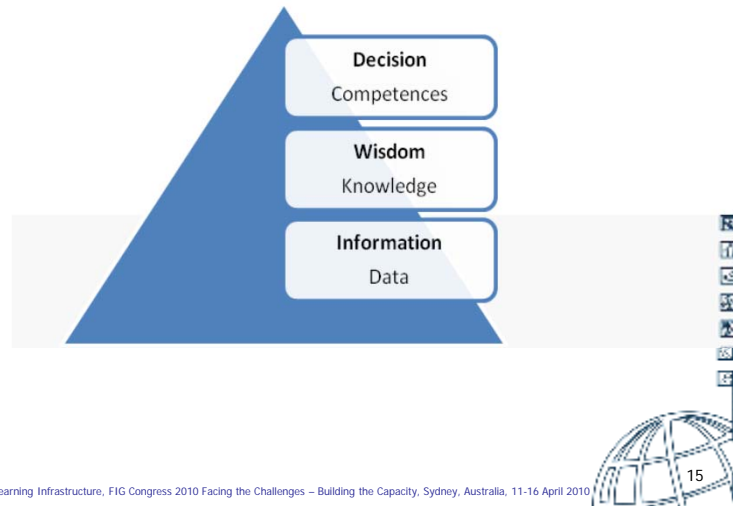 Decision
Competences
Wisdom
Knowledge
Information
Data
15
earning Infrastructure, FIG Congress 2010 Facing the Challenges – Building the Capacity, Sydney, Australia, 11-16 April 2010